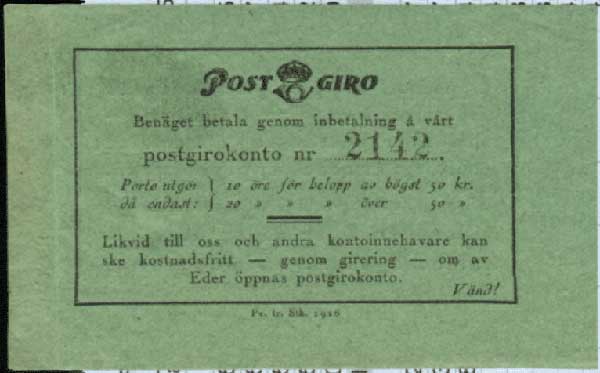 POST GIRO
Benäget betala genom inbetalning å vårt
postgirokonto nr 2142.
Porto utgör } 10 öre för belopp av högst 50 kr.
då endast: } 20 » » » över 50 »
Likvid till oss och andra kontoinnehavare kan
ske kostnadsfritt — genom girering — om av
Eder öppnas postgirokonto.
Vänd!
Stk. 1926